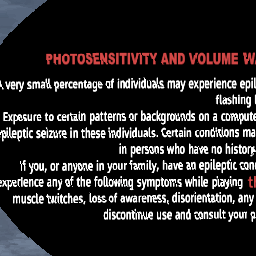 PHOTOSENSITIVITY AND VOLUME WA
A very small percentage of individuals may experience epil
flashing
Exposure to certain patterns or backgrounds on a compute
epileptic seizure in these individuals. Certain conditions ma
in persons who have no history
If you, or anyone in your family, have an epileptic con
experience any of the following symptoms while playing th
muscle twitches, loss of awareness, disorientation, any
discontinue use and consult your p